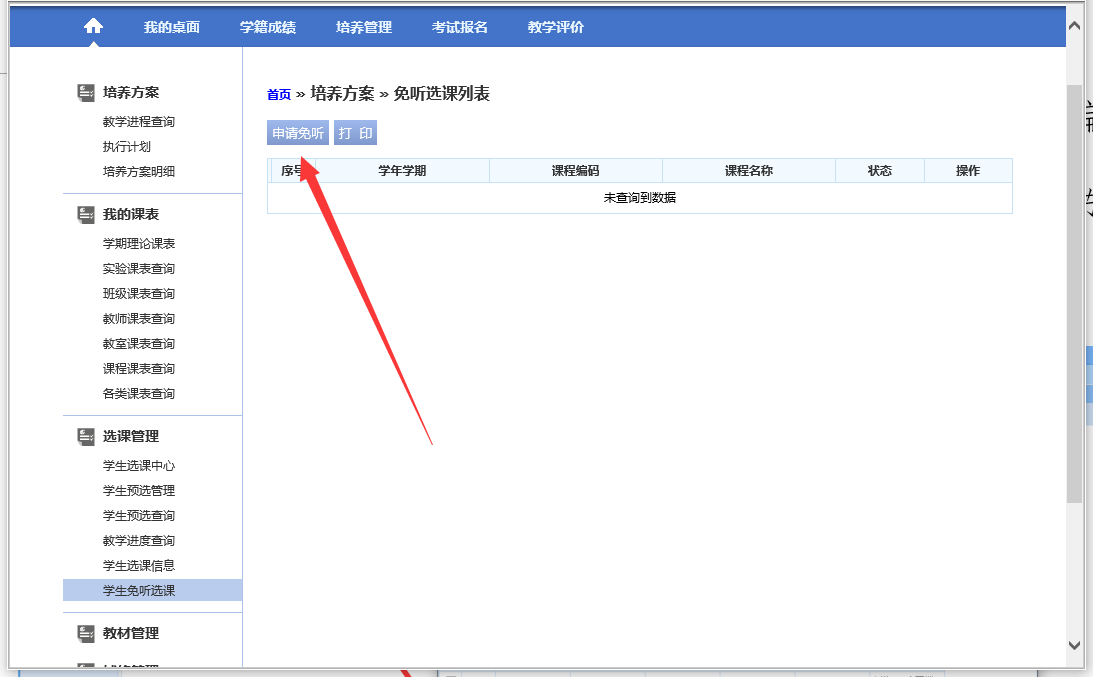 我的桌面 学籍成绩 培养管理 考试报名 教学评价
培养方案
教学进程查询
执行计划
培养方案明细
我的课表
学期理论课表
实验课表查询
班级课表查询
教师课表查询
教室课表查询
课程课表查询
各类课表查询
选课管理
学生选课中心
学生预选管理
学生预选查询
教学进度查询
学生选课信息
学生免听选课
教材管理
首页 » 培养方案 » 免听选课列表
申请免听 打 印
序号 学年学期 课程编码 课程名称 状态 操作
未查询到数据